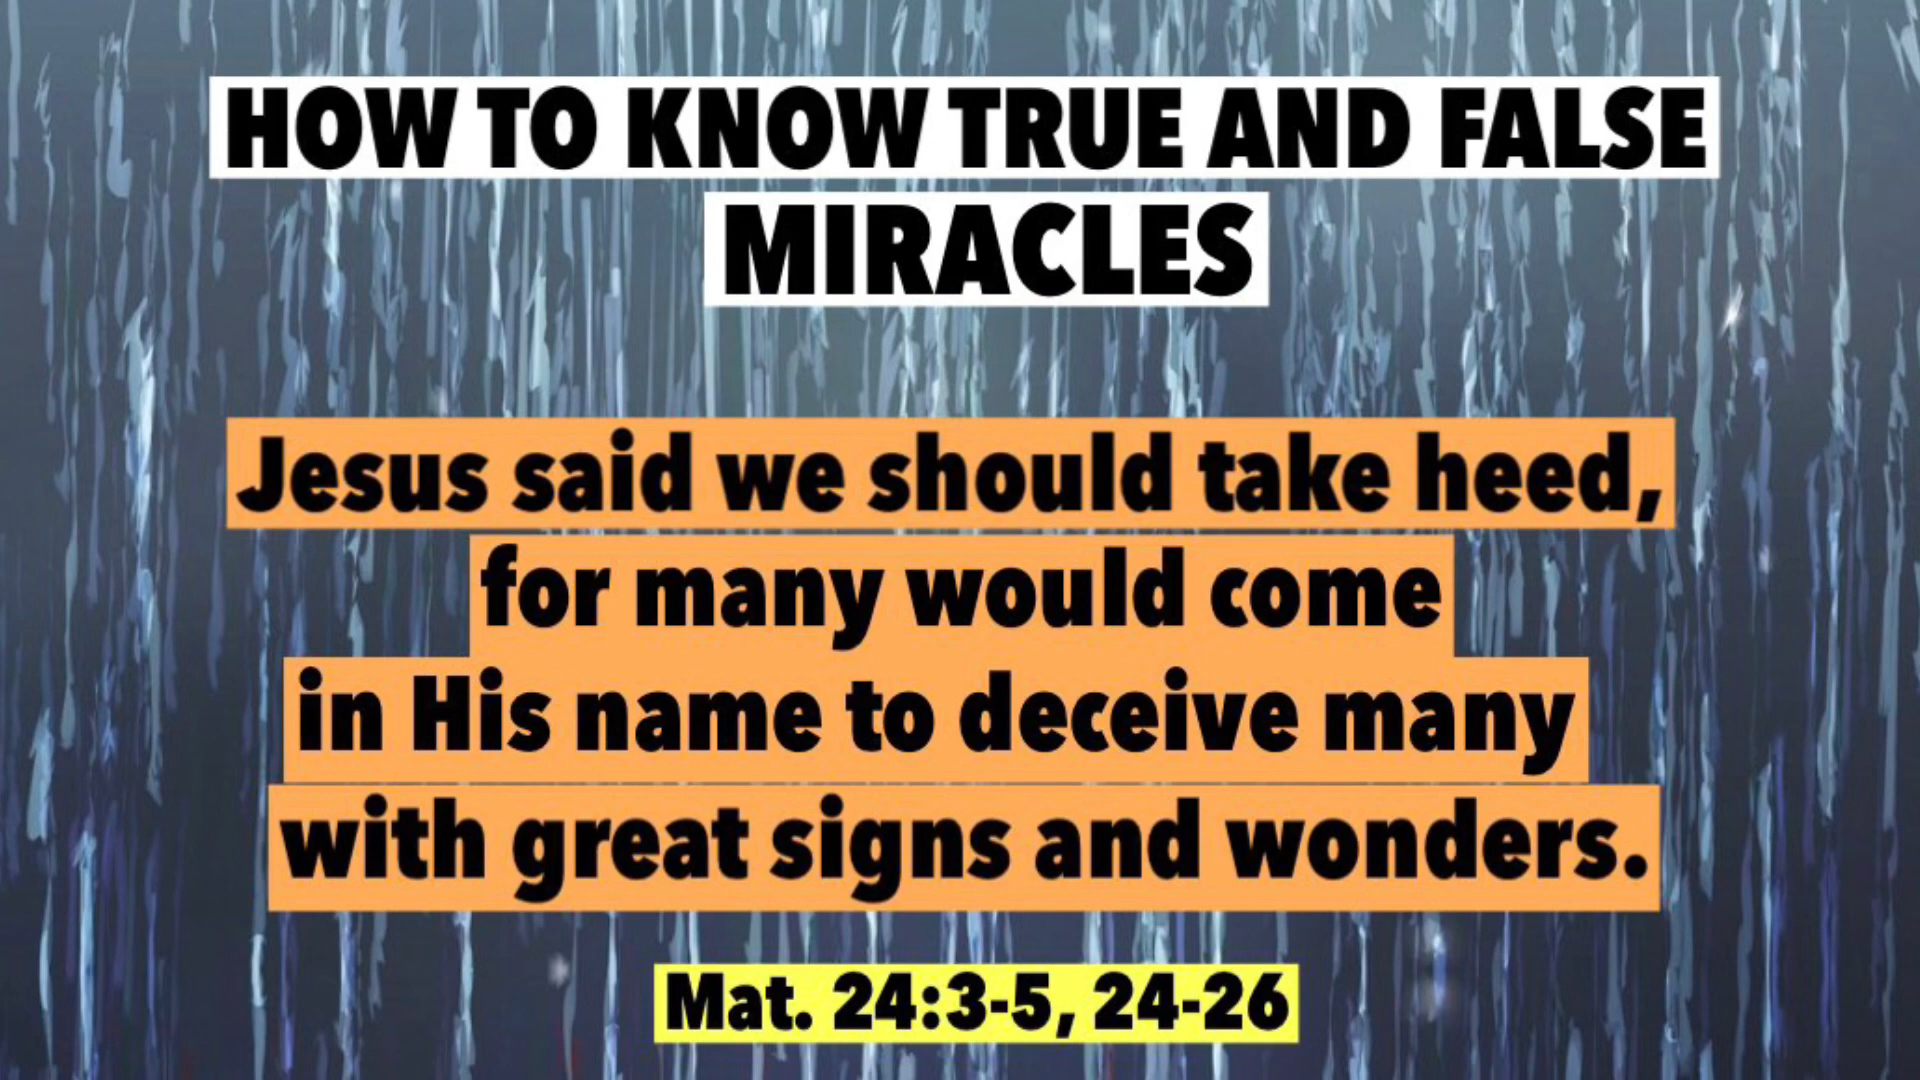 HOW TO KNOW TRUE AND FALSE
MIRACLES
Jesus said we should take heed,
for many would come
in His name to deceive many
with great signs and wonders.
Mat. 24:3-5, 24-26